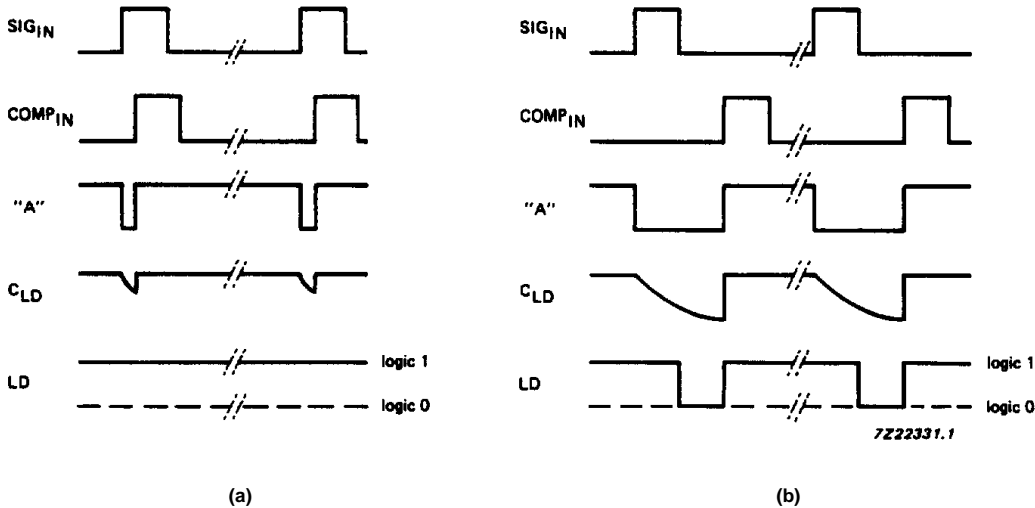 SIG_IN
COMP_IN
"A"
C_LD
LD
logic 1
logic 0
(a)
SIG_IN
COMP_IN
"A"
C_LD
LD
logic 1
logic 0
7Z22331.1
(b)